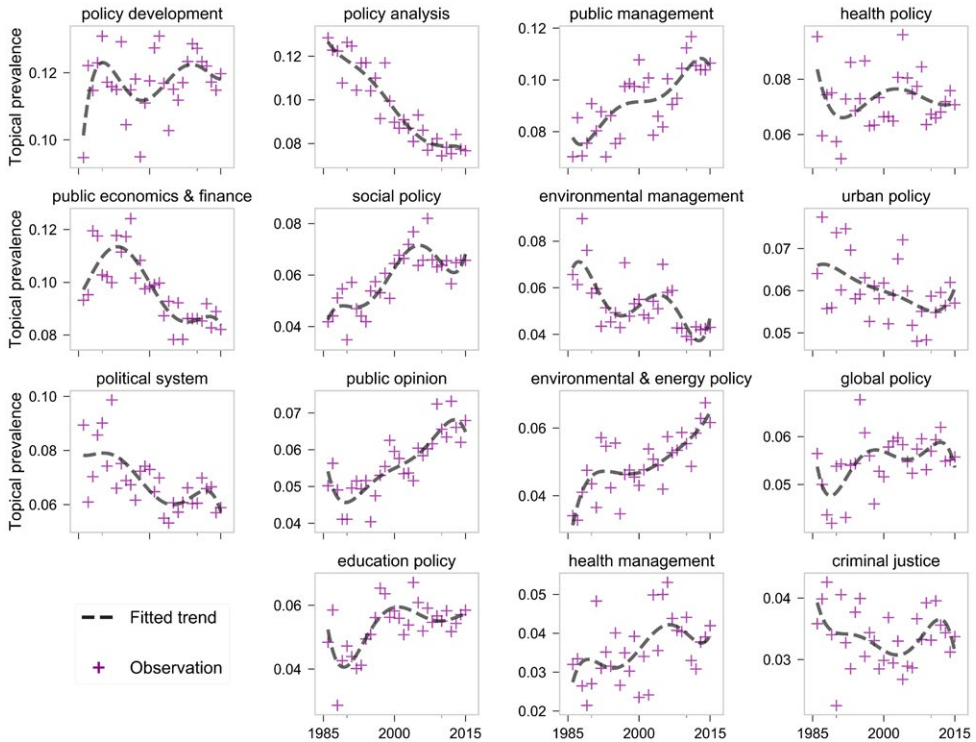 policy development
policy analysis
public management
health policy
Topical prevalence
0.12
0.10
0.12
0.10
0.08
0.12
0.10
0.08
0.08
0.06
public economics & finance
social policy
environmental management
urban policy
Topical prevalence
0.12
0.10
0.08
0.08
0.06
0.04
0.08
0.06
0.04
0.07
0.06
0.05
political system
public opinion
environmental & energy policy
global policy
Topical prevalence
0.10
0.08
0.06
0.07
0.06
0.05
0.04
0.06
0.04
0.06
0.05
education policy
health management
criminal justice
Fitted trend
Observation
0.06
0.04
0.05
0.04
0.03
0.02
0.04
0.03
1985 2000 2015
1985 2000 2015
1985 2000 2015